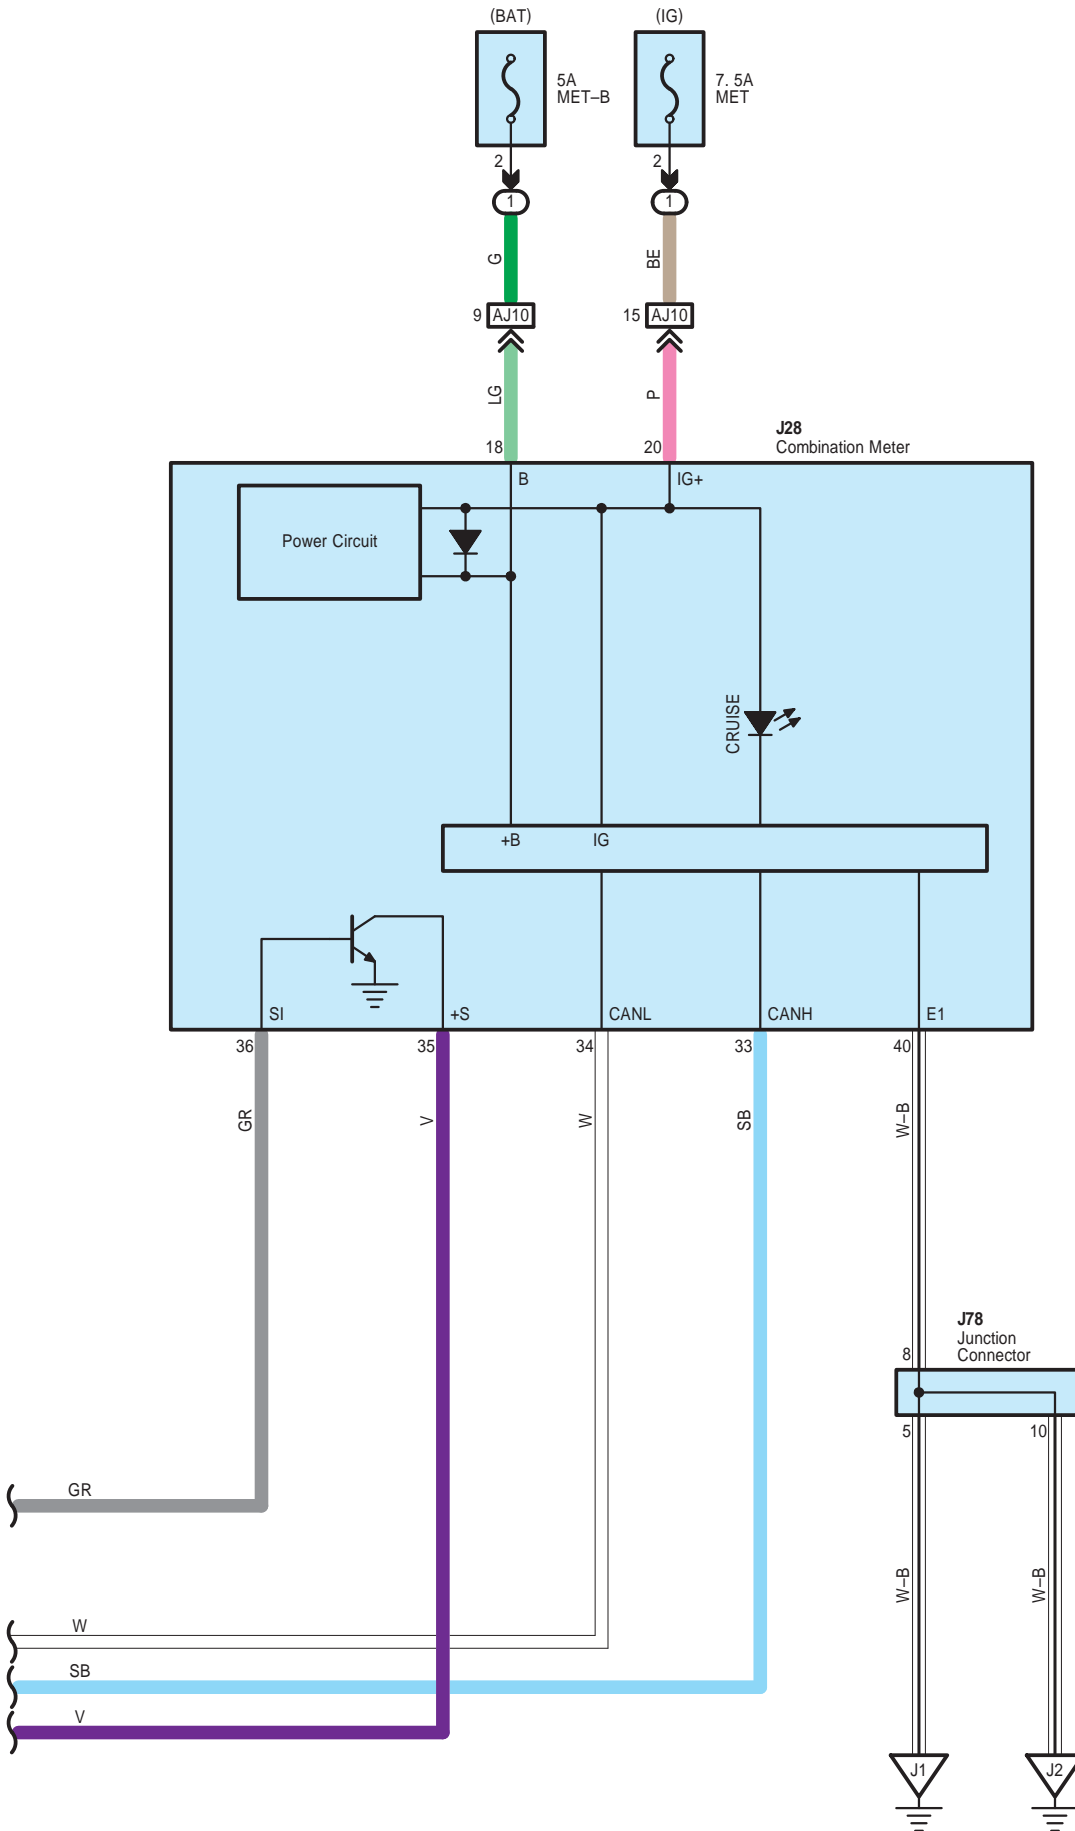 (BAT)
(IG)
5A
MET–B
7. 5A
MET
2
2
1
1
G
BE
9 AJ10
15 AJ10
LG
P
J28
Combination Meter
18
20
B
IG+
Power Circuit
CRUISE
+B
IG
SI
+S
CANL
CANH
E1
36
35
34
33
40
GR
V
W
SB
W–B
J78
Junction
Connector
8
5
10
GR
W–B
W–B
W
SB
V
J1
J2